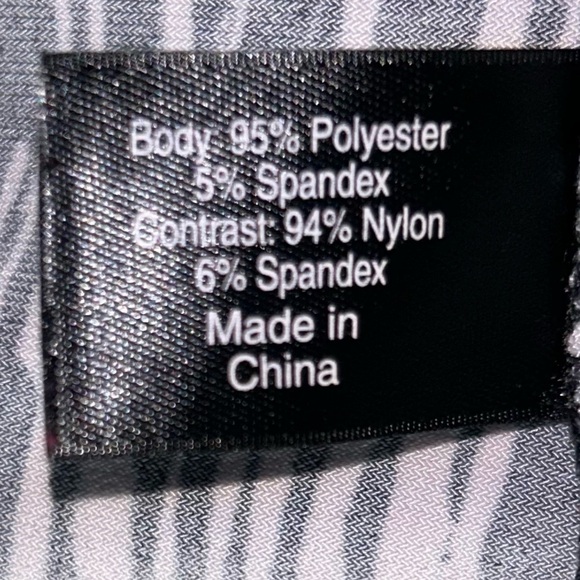 Body: 95% Polyester
5% Spandex
Contrast: 94% Nylon
6% Spandex
Made in
China